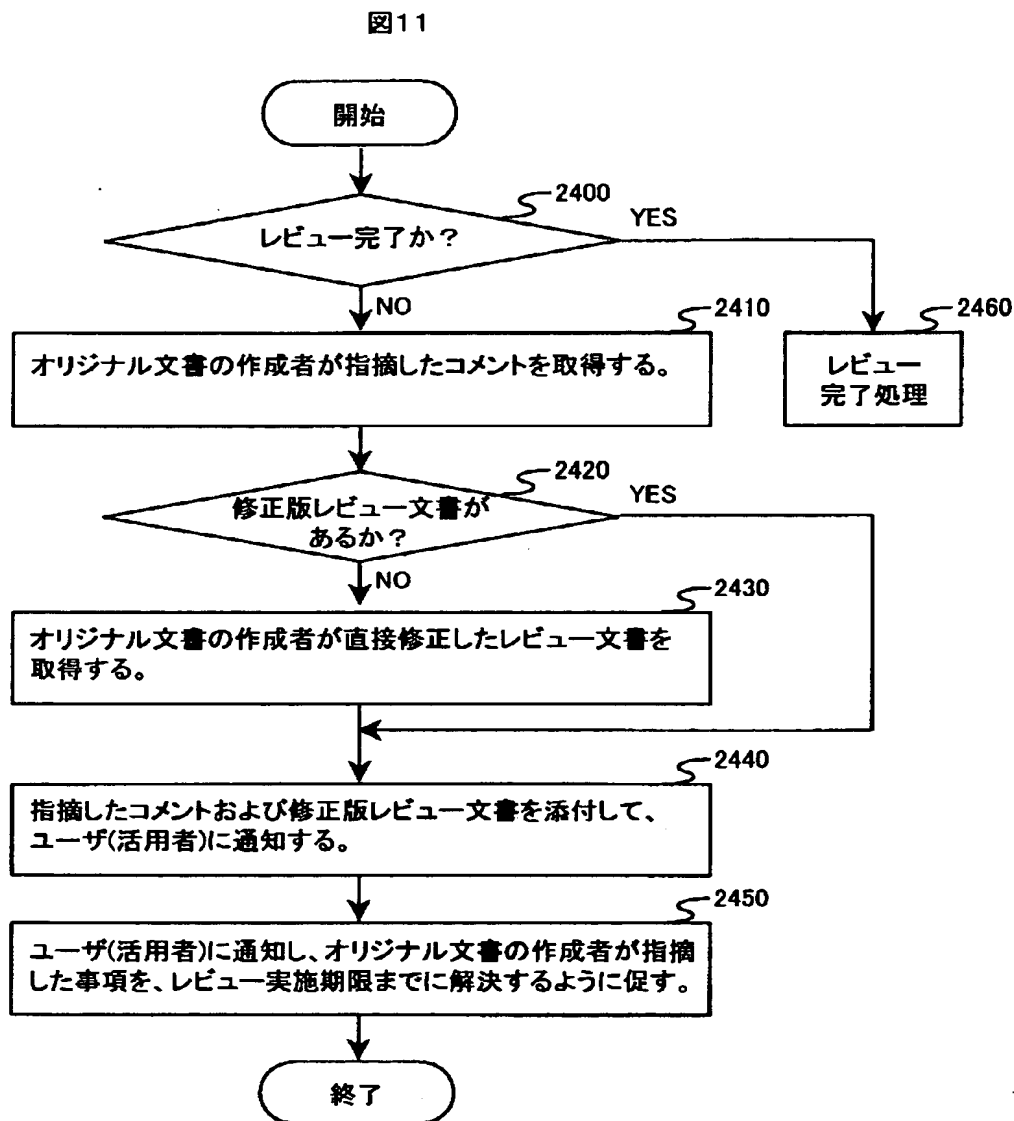 図11
開始
2400
レビュー完了か？
YES
NO
2410
オリジナル文書の作成者が指摘したコメントを取得する。
2460
レビュー
完了処理
2420
修正版レビュー文書が
あるか？
YES
NO
2430
オリジナル文書の作成者が直接修正したレビュー文書を
取得する。
2440
指摘したコメントおよび修正版レビュー文書を添付して、
ユーザ(活用者)に通知する。
2450
ユーザ(活用者)に通知し、オリジナル文書の作成者が指摘
した事項を、レビュー実施期限までに解決するように促す。
終了